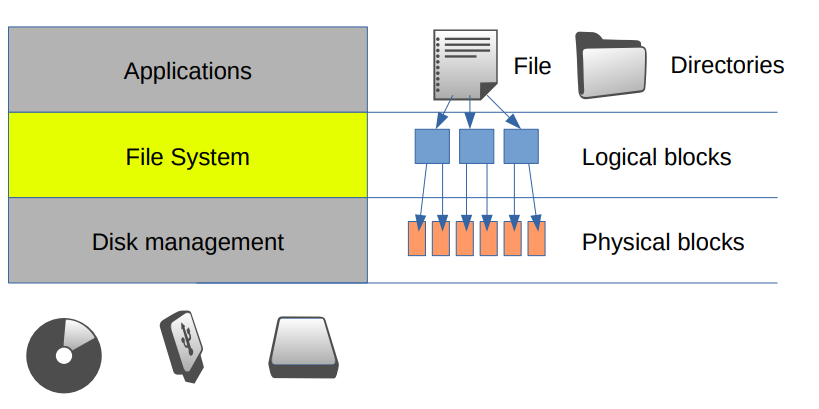 Applications
File
Directories
File System
Logical blocks
Disk management
Physical blocks